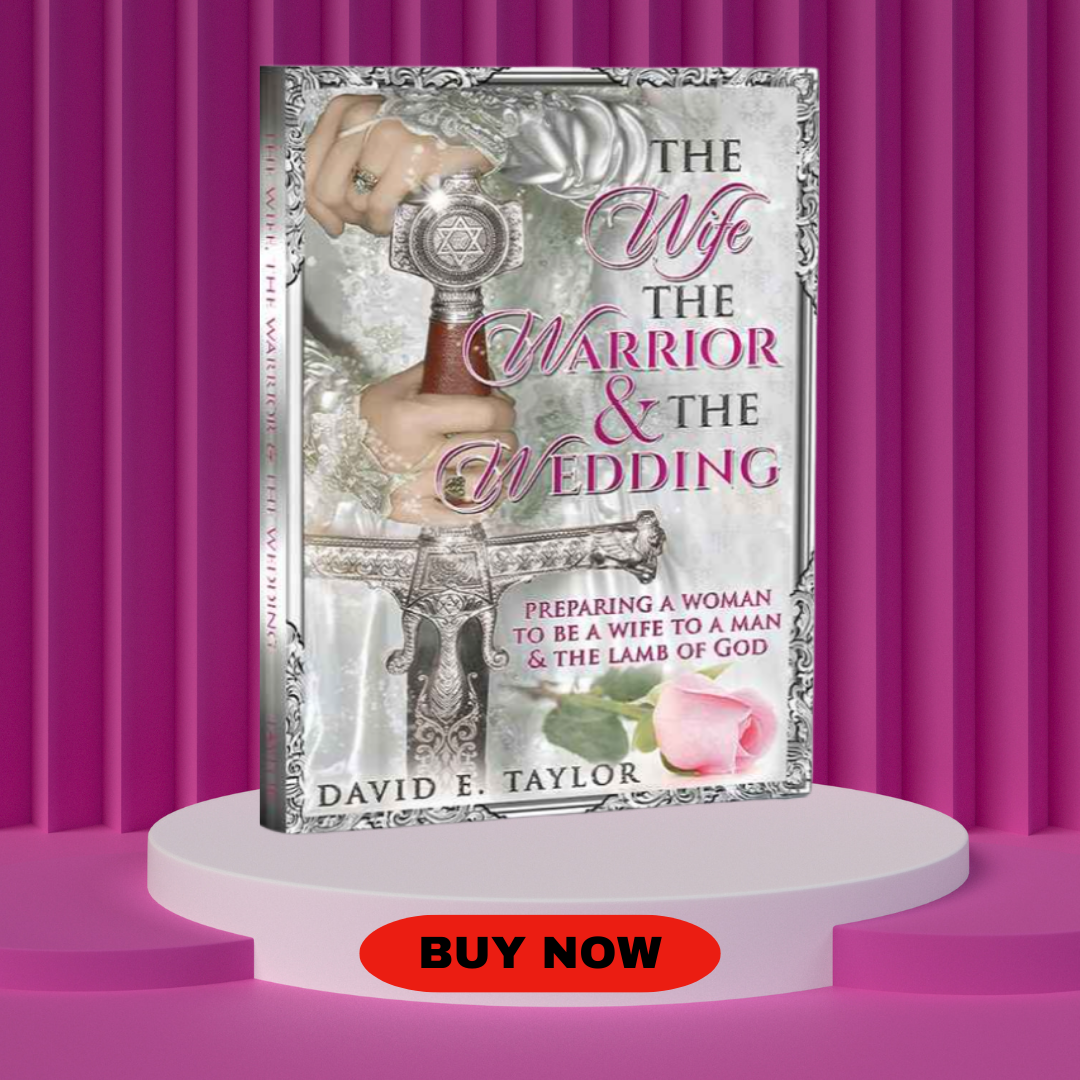 THE
Wife
THE
WARRIOR
& THE
WEDDING
PREPARING A WOMAN
TO BE A WIFE TO A MAN
& THE LAMB OF GOD
DAVID E. TAYLOR
THE WIFE, THE WARRIOR & THE WEDDING
TAYLOR
BUY NOW